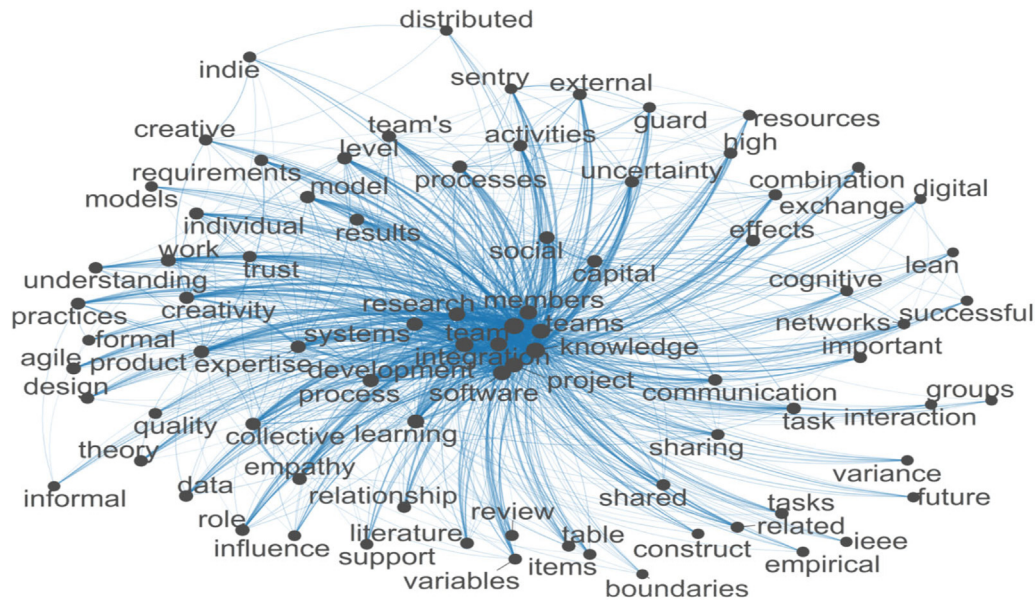 distributed
indie
sentry
external
creative
team's
activities
guard
resources
requirements
level
processes
uncertainty
high
models
model
combination
digital
individual
results
exchange
work
trust
social
effects
understanding
capital
cognitive
lean
practices
creativity
research
members
networks
successful
formal
systems
team
teams
important
agile
product
expertise
integration
knowledge
design
development
process
software
project
communication
groups
quality
collective
learning
task
interaction
theory
empathy
sharing
informal
data
relationship
shared
variance
role
literature
review
table
tasks
future
influence
support
variables
items
construct
related
ieee
boundaries
empirical